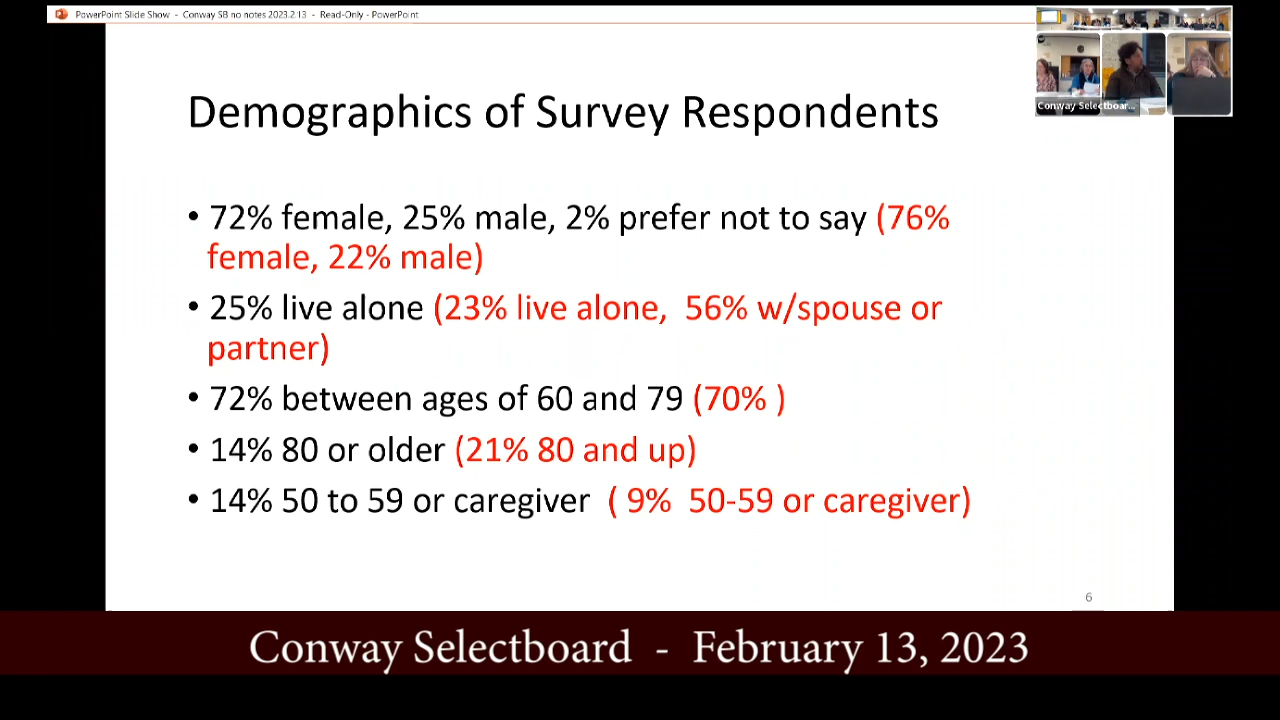 PowerPoint Slide Show - Conway SB no notes 2023.2.13 - Read-Only - PowerPoint
Conway Selectboar...
Demographics of Survey Respondents
• 72% female, 25% male, 2% prefer not to say (76%
female, 22% male)
• 25% live alone (23% live alone, 56% w/spouse or
partner)
• 72% between ages of 60 and 79 (70% )
• 14% 80 or older (21% 80 and up)
• 14% 50 to 59 or caregiver ( 9% 50-59 or caregiver)
6
Conway Selectboard - February 13, 2023